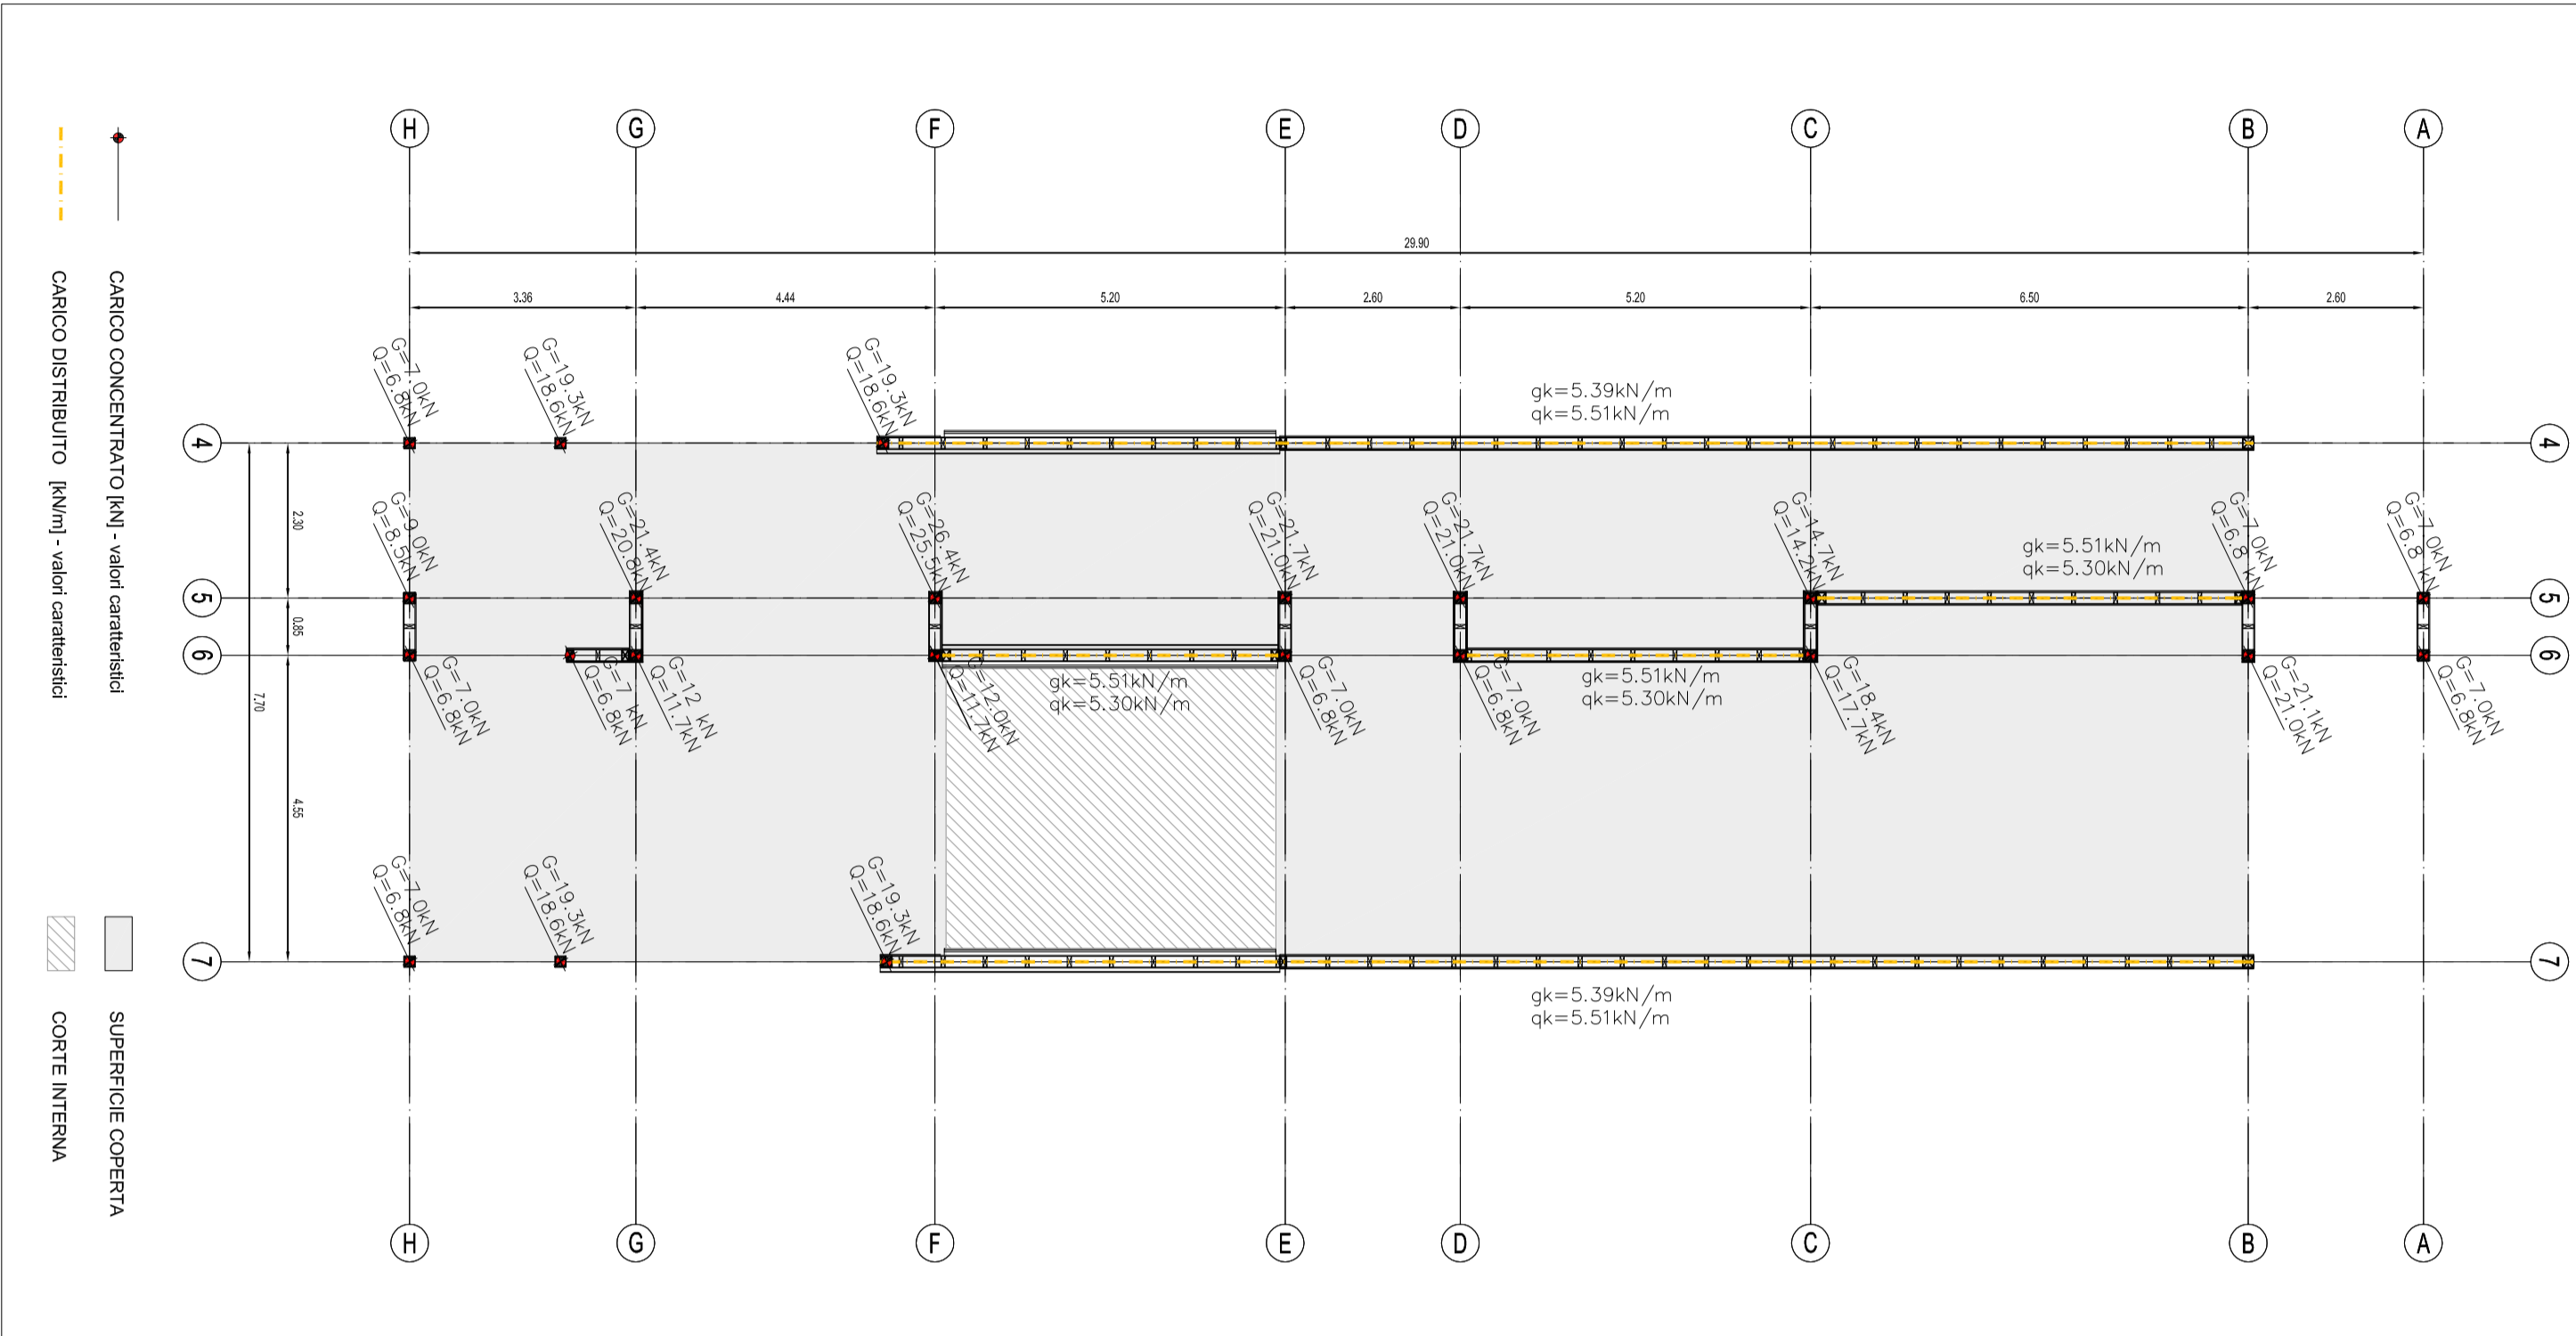 H
G
F
E
D
C
B
A
29.90
3.36
4.44
5.20
2.60
5.20
6.50
2.60
G=7.0kN
Q=6.8kN
G=19.3kN
Q=18.6kN
G=19.3kN
Q=18.6kN
gk=5.39kN/m
qk=5.51kN/m
4
4
2.30
G=9.0kN
Q=8.5kN
G=21.4kN
Q=20.8kN
G=26.4kN
Q=25.5kN
G=21.7kN
Q=21.0kN
G=21.7kN
Q=21.0kN
G=14.7kN
Q=14.2kN
gk=5.51kN/m
qk=5.30kN/m
G=7.0kN
Q=6.8 kN
G=7.0kN
Q=6.8 kN
5
5
0.85
6
6
7.70
G=7.0kN
Q=6.8kN
G=7 kN
Q=6.8kN
G=12 kN
Q=11.7kN
G=12.0kN
Q=11.7kN
gk=5.51kN/m
qk=5.30kN/m
G=7.0kN
Q=6.8kN
G=7.0kN
Q=6.8kN
gk=5.51kN/m
qk=5.30kN/m
G=18.4kN
Q=17.7kN
G=21.1kN
Q=21.0kN
G=7.0kN
Q=6.8kN
4.55
G=7.0kN
Q=6.8kN
G=19.3kN
Q=18.6kN
G=19.3kN
Q=18.6kN
7
7
gk=5.39kN/m
qk=5.51kN/m
H
G
F
E
D
C
B
A
CARICO CONCENTRATO [kN] - valori caratteristici
CARICO DISTRIBUTO [kN/m] - valori caratteristici
SUPERFICIE COPERTA
CORTE INTERNA